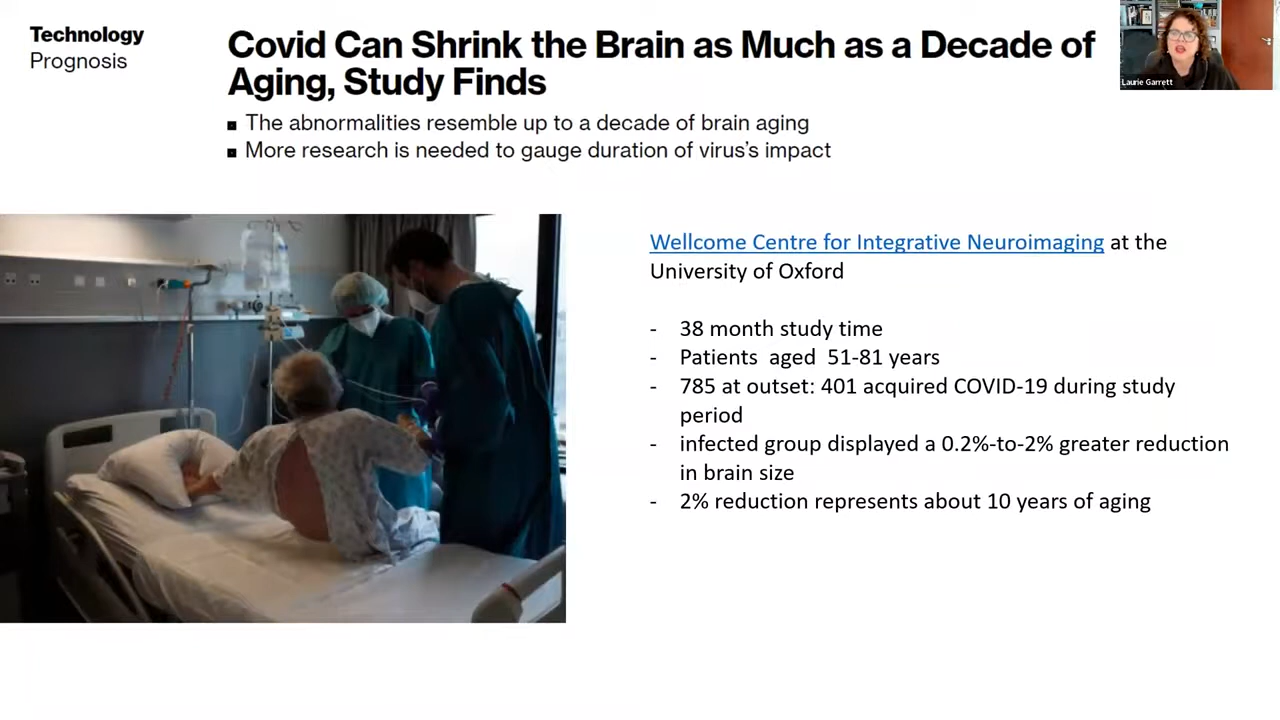 Technology
Prognosis
Covid Can Shrink the Brain as Much as a Decade of
Aging, Study Finds
▪ The abnormalities resemble up to a decade of brain aging
▪ More research is needed to gauge duration of virus's impact
Laurie Garrett
Wellcome Centre for Integrative Neuroimaging at the
University of Oxford
- 38 month study time
- Patients aged 51-81 years
- 785 at outset: 401 acquired COVID-19 during study
period
- infected group displayed a 0.2%-to-2% greater reduction
in brain size
- 2% reduction represents about 10 years of aging